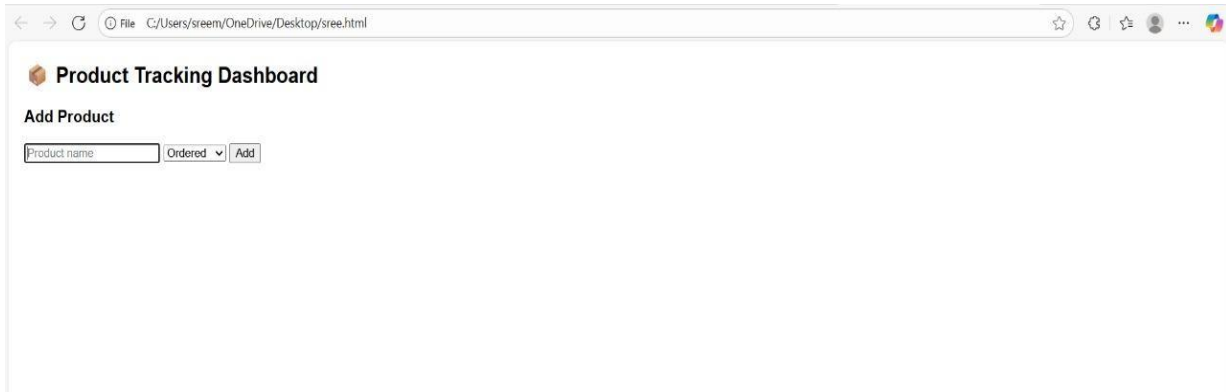 File C:/Users/sreem/OneDrive/Desktop/sree.html
Product Tracking Dashboard
Add Product
Product name Ordered Add